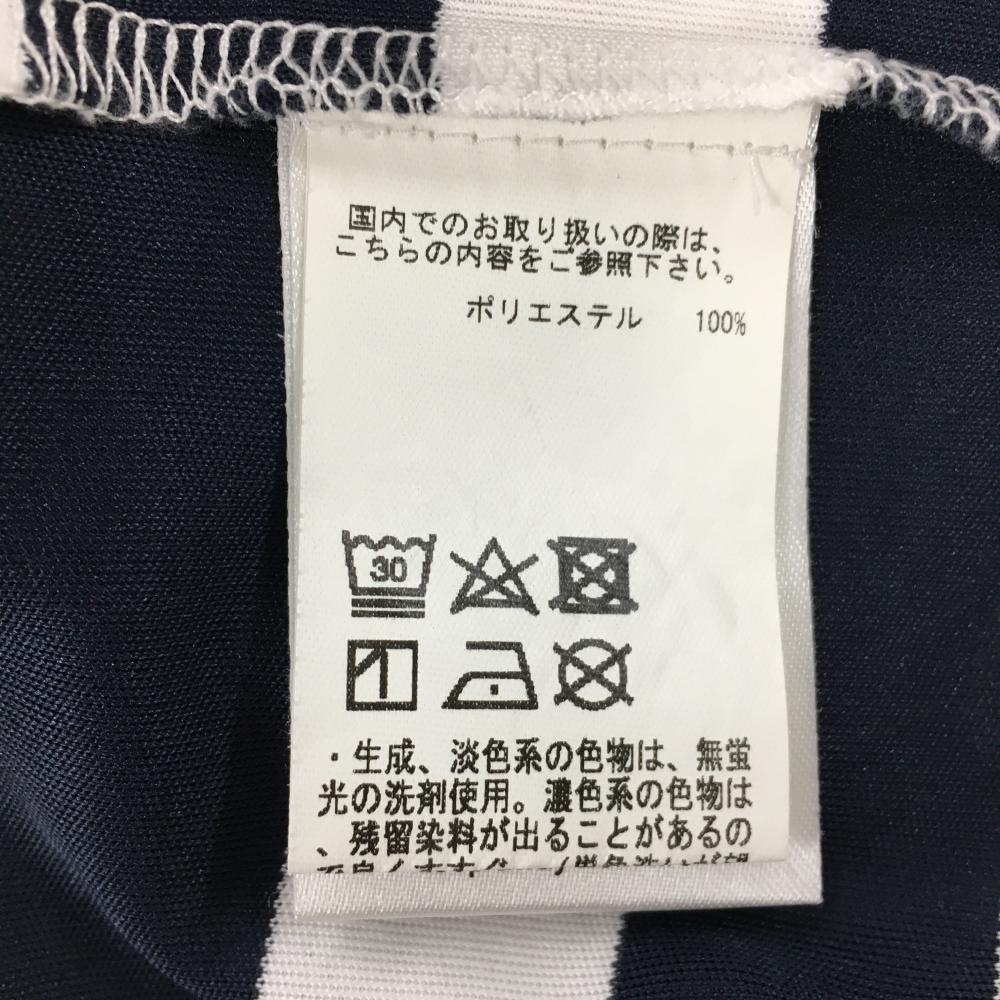 国内でのお取り扱いの際は、
こちらの内容をご参照下さい。
ポリエステル 100%
30
・生成、淡色系の色物は、無蛍
光の洗剤使用。濃色系の色物は
、残留染料が出ることがあるの